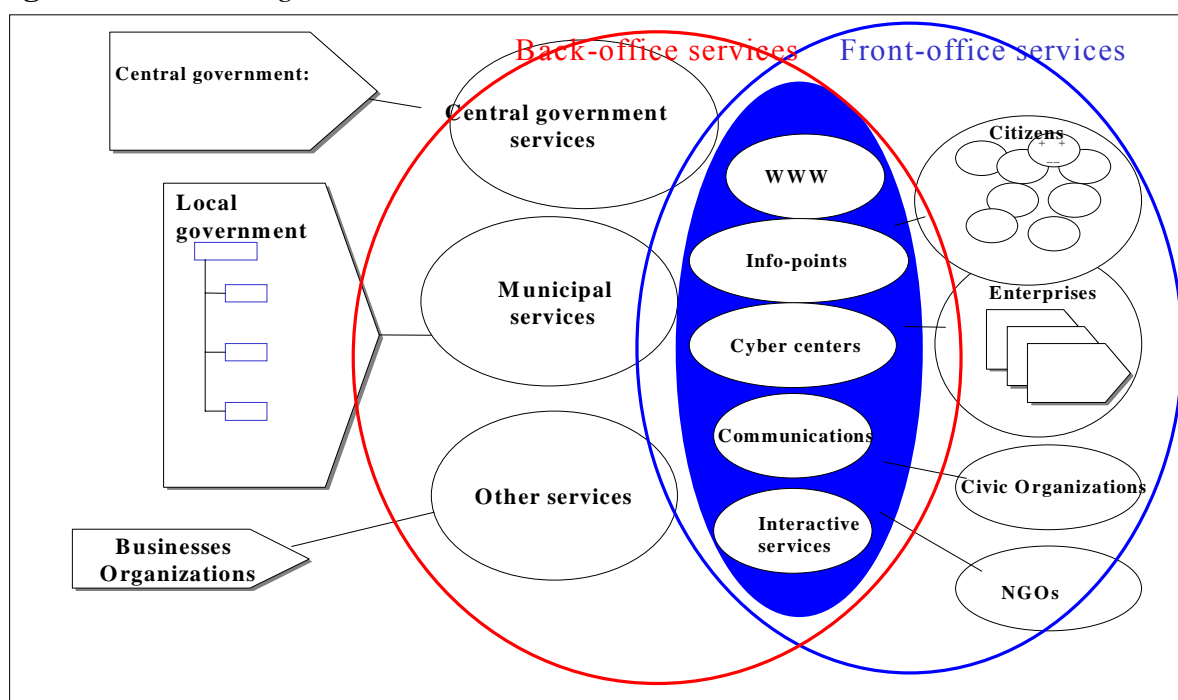 Back-office services
Front-office services
Central government:
Central government
services
Local
government
Municipal
services
Other services
Businesses
Organizations
WWW
Info-points
Cyber centers
Communications
Interactive
services
Citizens
+ +
__
Enterprises
Civic Organizations
NGOs